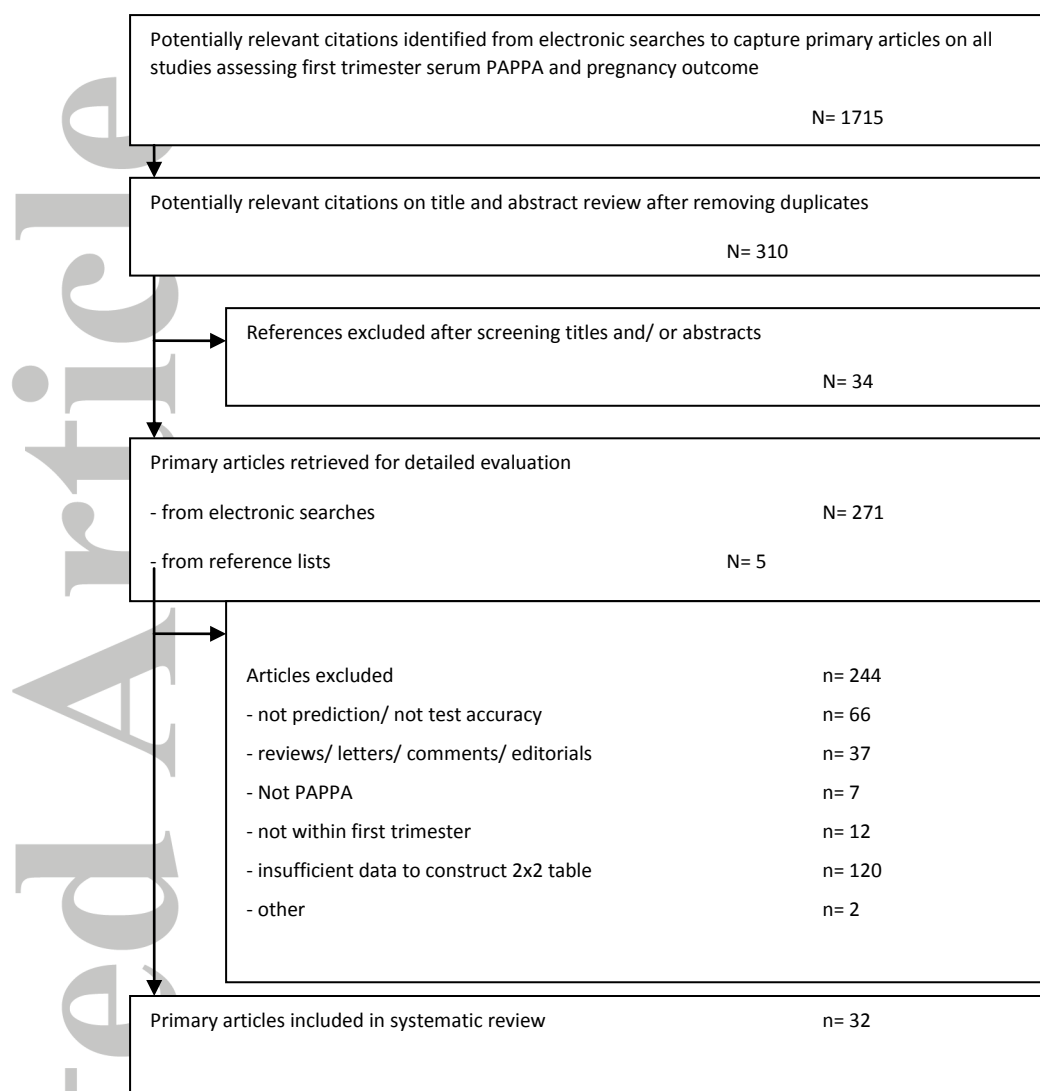 Potentially relevant citations identified from electronic searches to capture primary articles on all
studies assessing first trimester serum PAPPA and pregnancy outcome
N= 1715
Potentially relevant citations on title and abstract review after removing duplicates
N= 310
References excluded after screening titles and/ or abstracts
N= 34
Primary articles retrieved for detailed evaluation
- from electronic searches N= 271
- from reference lists N= 5
Articles excluded n= 244
- not prediction/ not test accuracy n= 66
- reviews/ letters/ comments/ editorials n= 37
- Not PAPPA n= 7
- not within first trimester n= 12
- insufficient data to construct 2x2 table n= 120
- other n= 2
Primary articles included in systematic review n= 32
ed Article